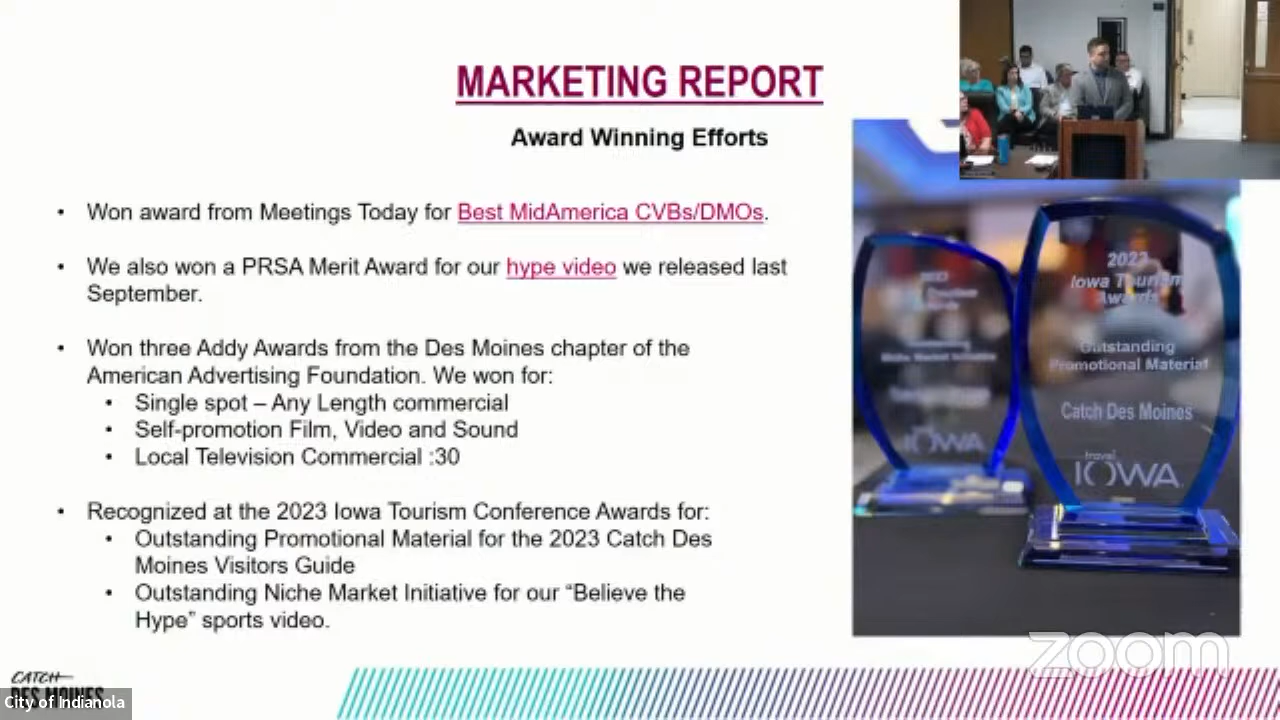 MARKETING REPORT
Award Winning Efforts
• Won award from Meetings Today for Best MidAmerica CVBs/DMOs.
• We also won a PRSA Merit Award for our hype video we released last
September.
• Won three Addy Awards from the Des Moines chapter of the
American Advertising Foundation. We won for:
• Single spot – Any Length commercial
• Self-promotion Film, Video and Sound
• Local Television Commercial :30
• Recognized at the 2023 Iowa Tourism Conference Awards for:
• Outstanding Promotional Material for the 2023 Catch Des
Moines Visitors Guide
• Outstanding Niche Market Initiative for our “Believe the
Hype” sports video.
2023
Iowa Tourism
Awards
Outstanding
Promotional Material
Catch Des Moines
travel
IOWA
IOWA
zoom
CATCH
DES MOINES
City of Indianola